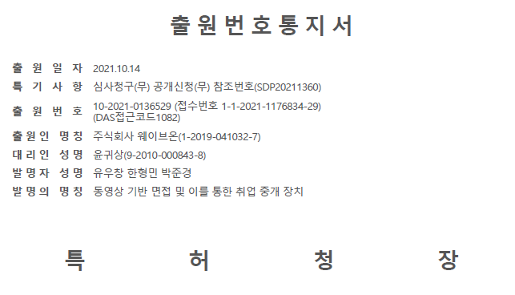 출원번호통지서
출 원 일 자 2021.10.14
특 기 사 항 심사청구(무) 공개신청(무) 참조번호(SDP20211360)
출 원 번 호 10-2021-0136529 (접수번호 1-1-2021-1176834-29)
(DAS접근코드1082)
출원인 명칭 주식회사 웨이브온(1-2019-041032-7)
대리인 성명 윤귀상(9-2010-000843-8)
발명자 성명 유우창 한형민 박준경
발명의 명칭 동영상 기반 면접 및 이를 통한 취업 중개 장치
특 허 청 장